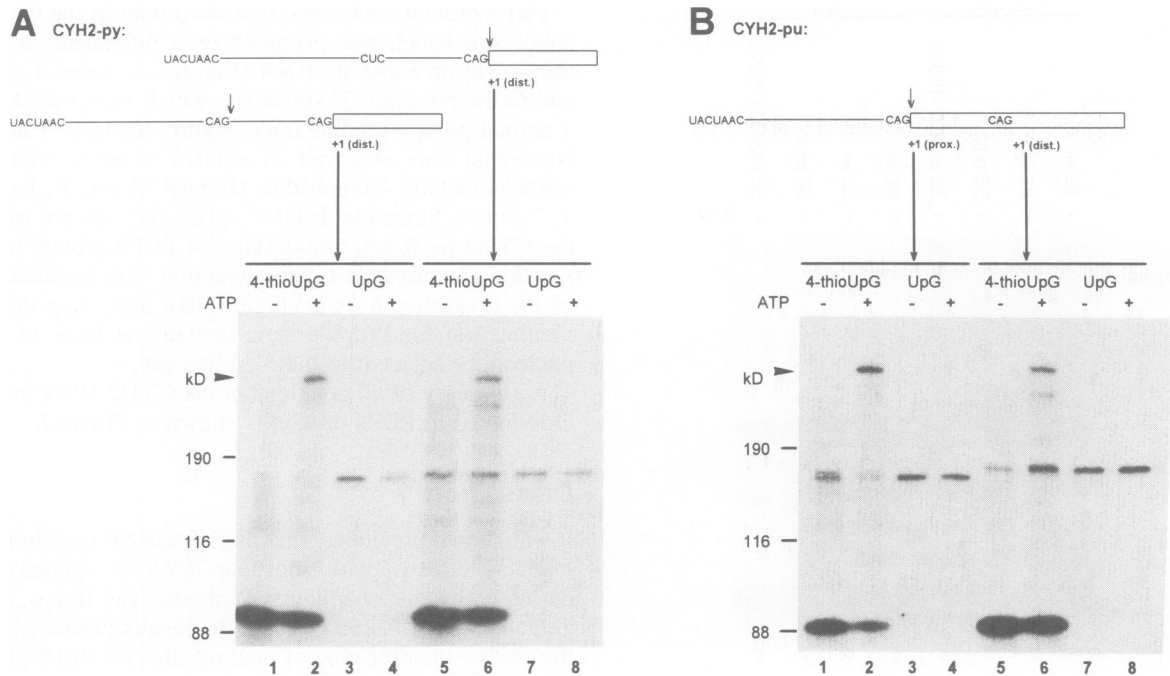 A
CYH2-py:
UACUAAC CUC CAG
+1 (dist.)
UACUAAC CAG CAG
+1 (dist.)
4-thioUpG UpG 4-thioUpG UpG
ATP - + - + - + - +
kD
190
116
88
1 2 3 4 5 6 7 8
B
CYH2-pu:
UACUAAC CAG CAG
+1 (prox.) +1 (dist.)
4-thioUpG UpG 4-thioUpG UpG
ATP - + - + - + - +
kD
190
116
88
1 2 3 4 5 6 7 8